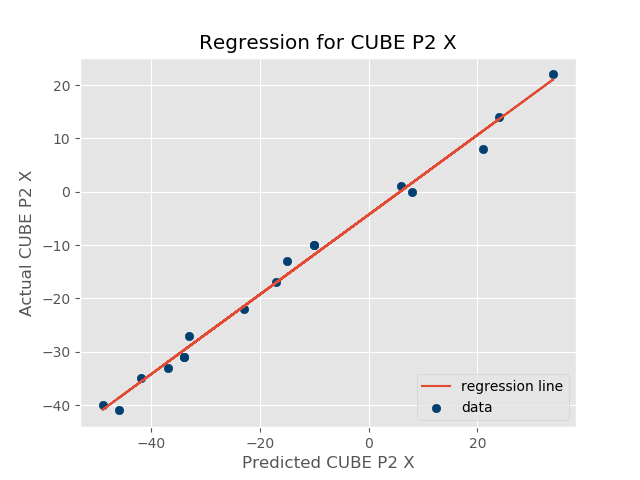 Regression for CUBE P2 X
20
10
0
−10
−20
−30
−40
Actual CUBE P2 X
regression line
data
−40
−20
0
20
Predicted CUBE P2 X